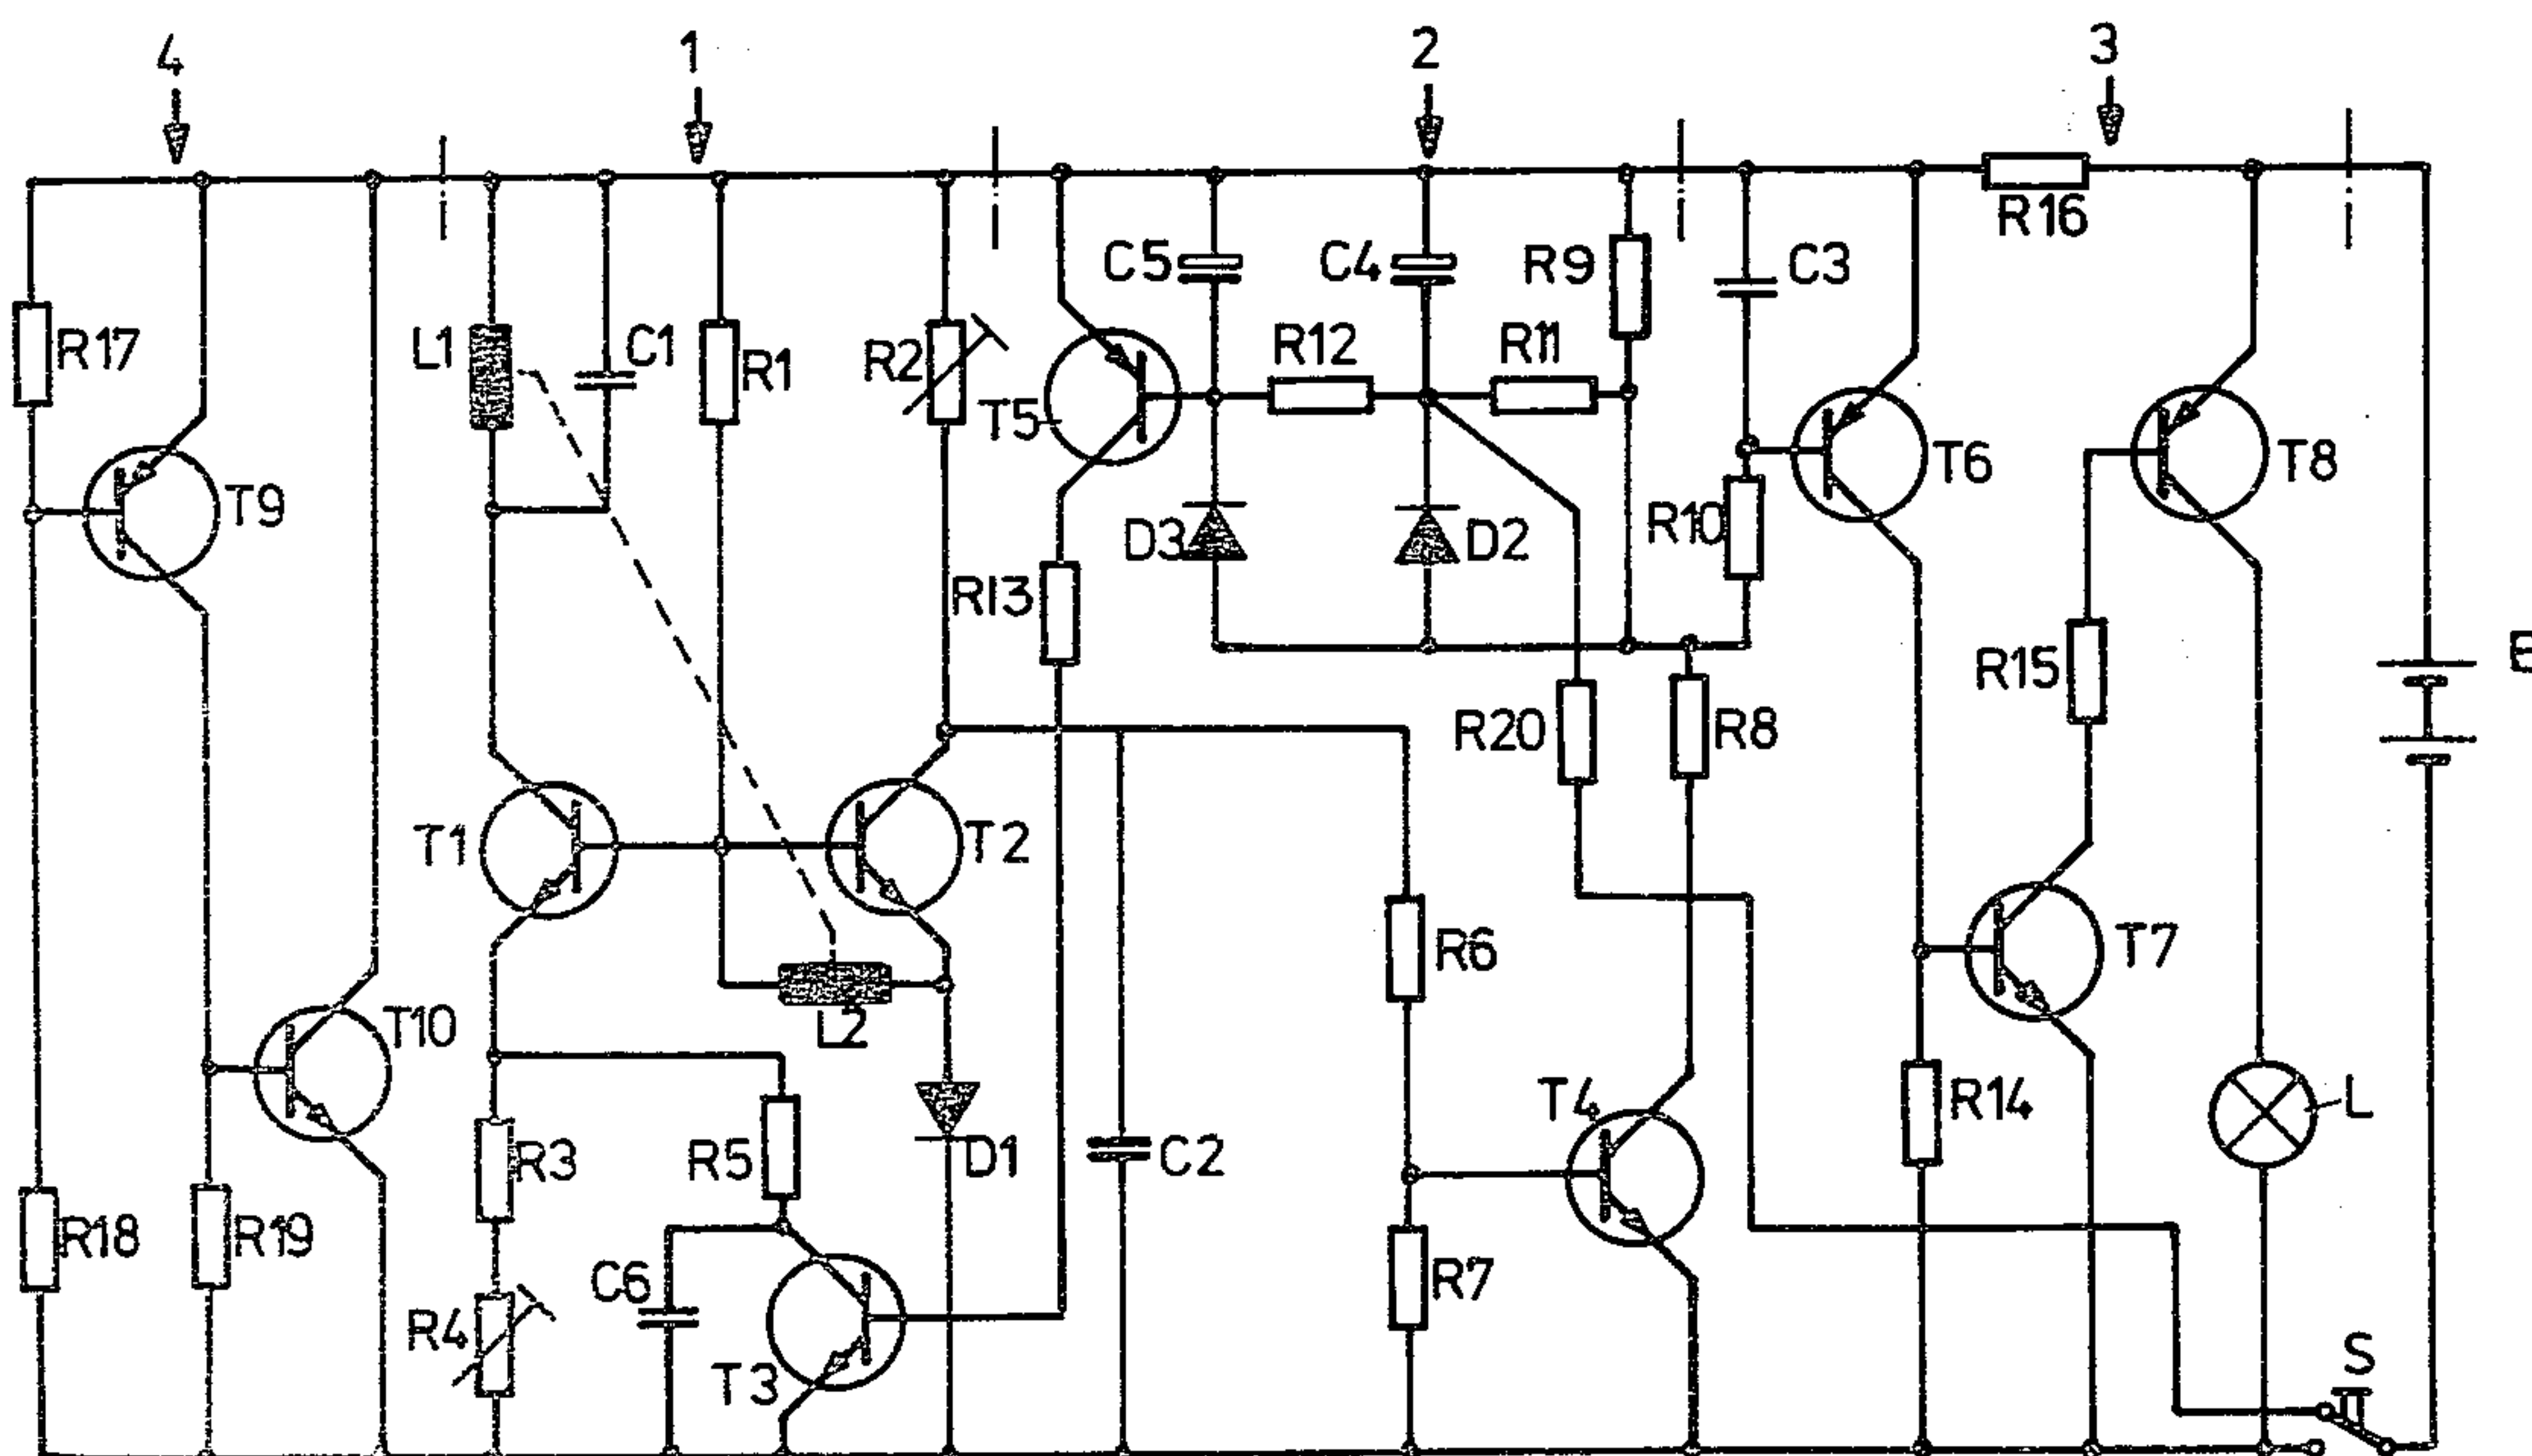 4 1 2 3
R16
C5 C4 R9 C3
R17 L1 C1 R1 R2 R12 R11
T5
T9 T6 T8
D3 D2 R10
R13
R15
R20 R8
T1 T2
R6 T7
T10 L2
T4 R14 L
R3 R5 D1 C2
R18 R19
C6 R7
R4
T3 S